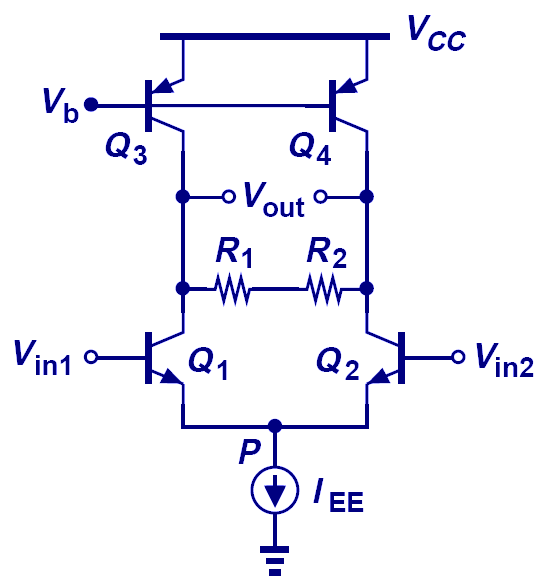 VCC
Vb
Q3 Q4
Vout
R1 R2
Vin1 Q1 Q2 Vin2
P
IEE